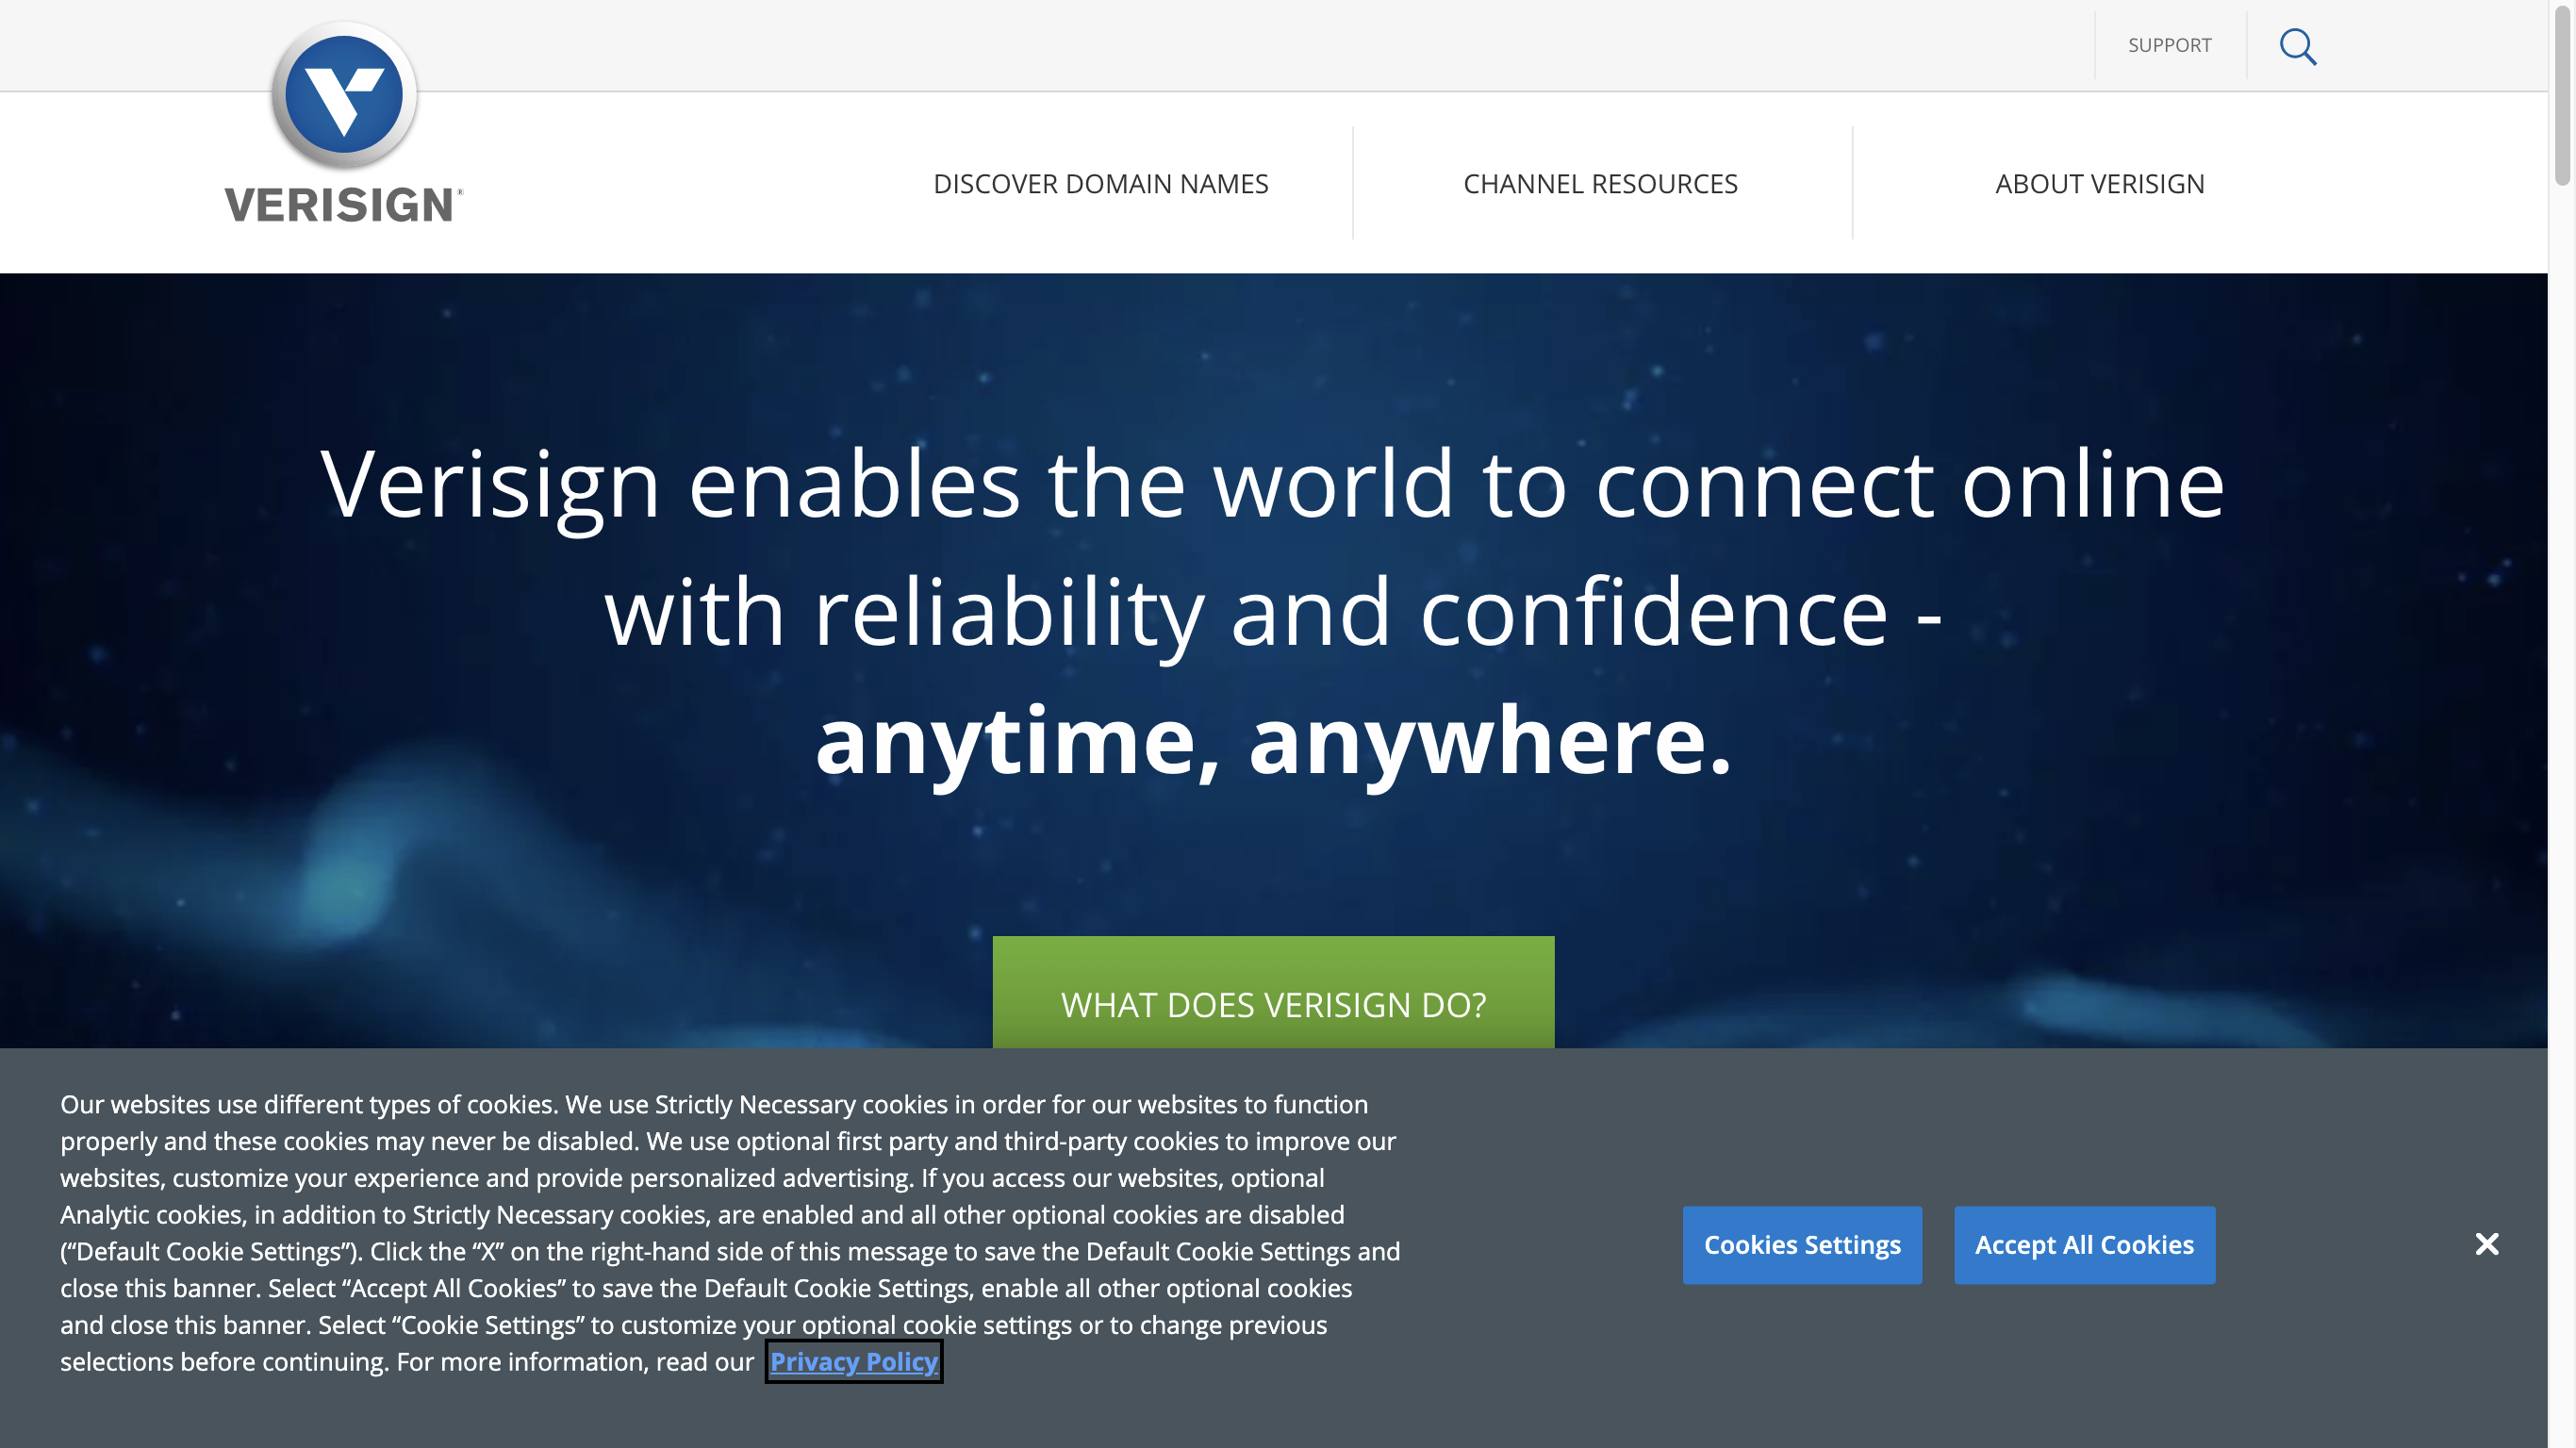 SUPPORT
VERISIGN®
DISCOVER DOMAIN NAMES
CHANNEL RESOURCES
ABOUT VERISIGN
Verisign enables the world to connect online
with reliability and confidence -
anytime, anywhere.
WHAT DOES VERISIGN DO?
Our websites use different types of cookies. We use Strictly Necessary cookies in order for our websites to function
properly and these cookies may never be disabled. We use optional first party and third-party cookies to improve our
websites, customize your experience and provide personalized advertising. If you access our websites, optional
Analytic cookies, in addition to Strictly Necessary cookies, are enabled and all other optional cookies are disabled
(“Default Cookie Settings”). Click the “X” on the right-hand side of this message to save the Default Cookie Settings and
close this banner. Select “Accept All Cookies” to save the Default Cookie Settings, enable all other optional cookies
and close this banner. Select “Cookie Settings” to customize your optional cookie settings or to change previous
selections before continuing. For more information, read our Privacy Policy
Cookies Settings
Accept All Cookies